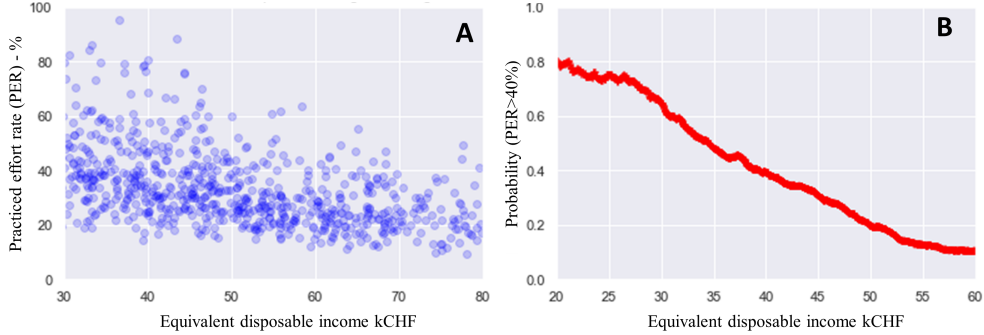 A
Practiced effort rate (PER) - %
100
80
60
40
20
0
30 40 50 60 70 80
Equivalent disposable income kCHF
B
Probability (PER>40%)
1.0
0.8
0.6
0.4
0.2
0.0
20 25 30 35 40 45 50 55 60
Equivalent disposable income kCHF